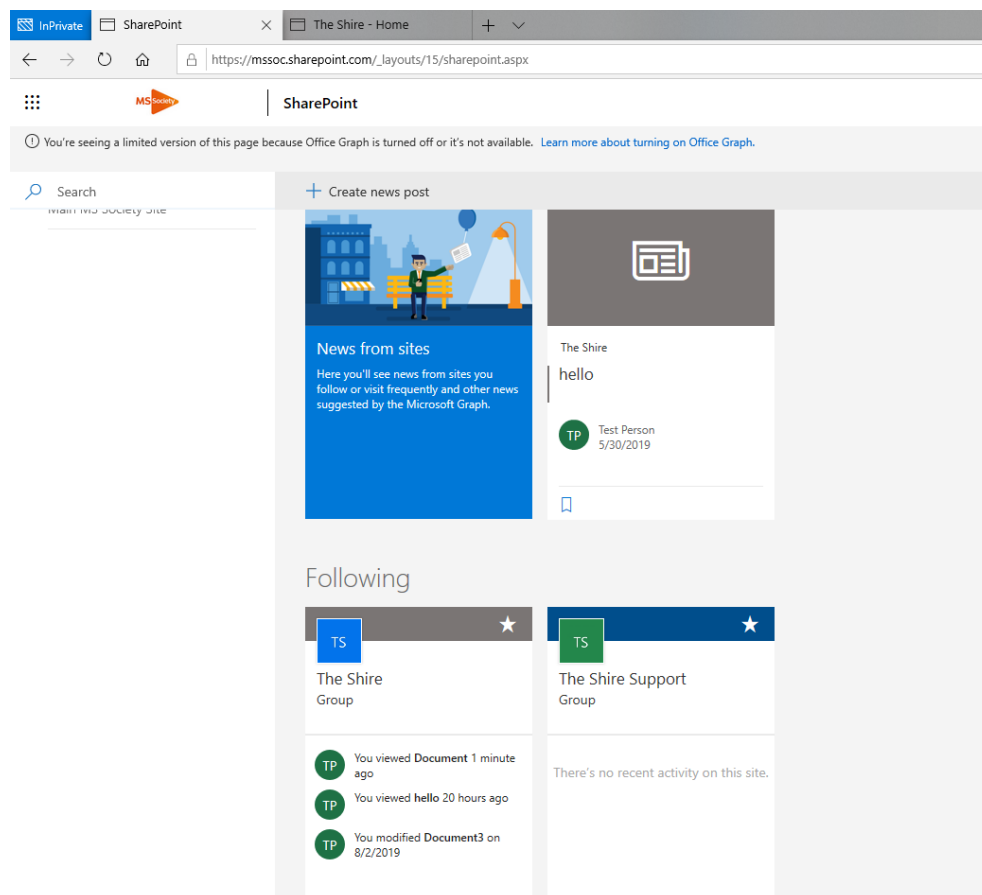 InPrivate
SharePoint
The Shire - Home
https://mssoc.sharepoint.com/_layouts/15/sharepoint.aspx
MS Society
SharePoint
You're seeing a limited version of this page because Office Graph is turned off or it's not available. Learn more about turning on Office Graph.
Search
Create news post
Main MS Society Site
News from sites
Here you'll see news from sites you
follow or visit frequently and other news
suggested by the Microsoft Graph.
The Shire
hello
TP
Test Person
5/30/2019
Following
TS
The Shire
Group
TP
You viewed Document 1 minute
ago
TP
You viewed hello 20 hours ago
TP
You modified Document3 on
8/2/2019
TS
The Shire Support
Group
There's no recent activity on this site.